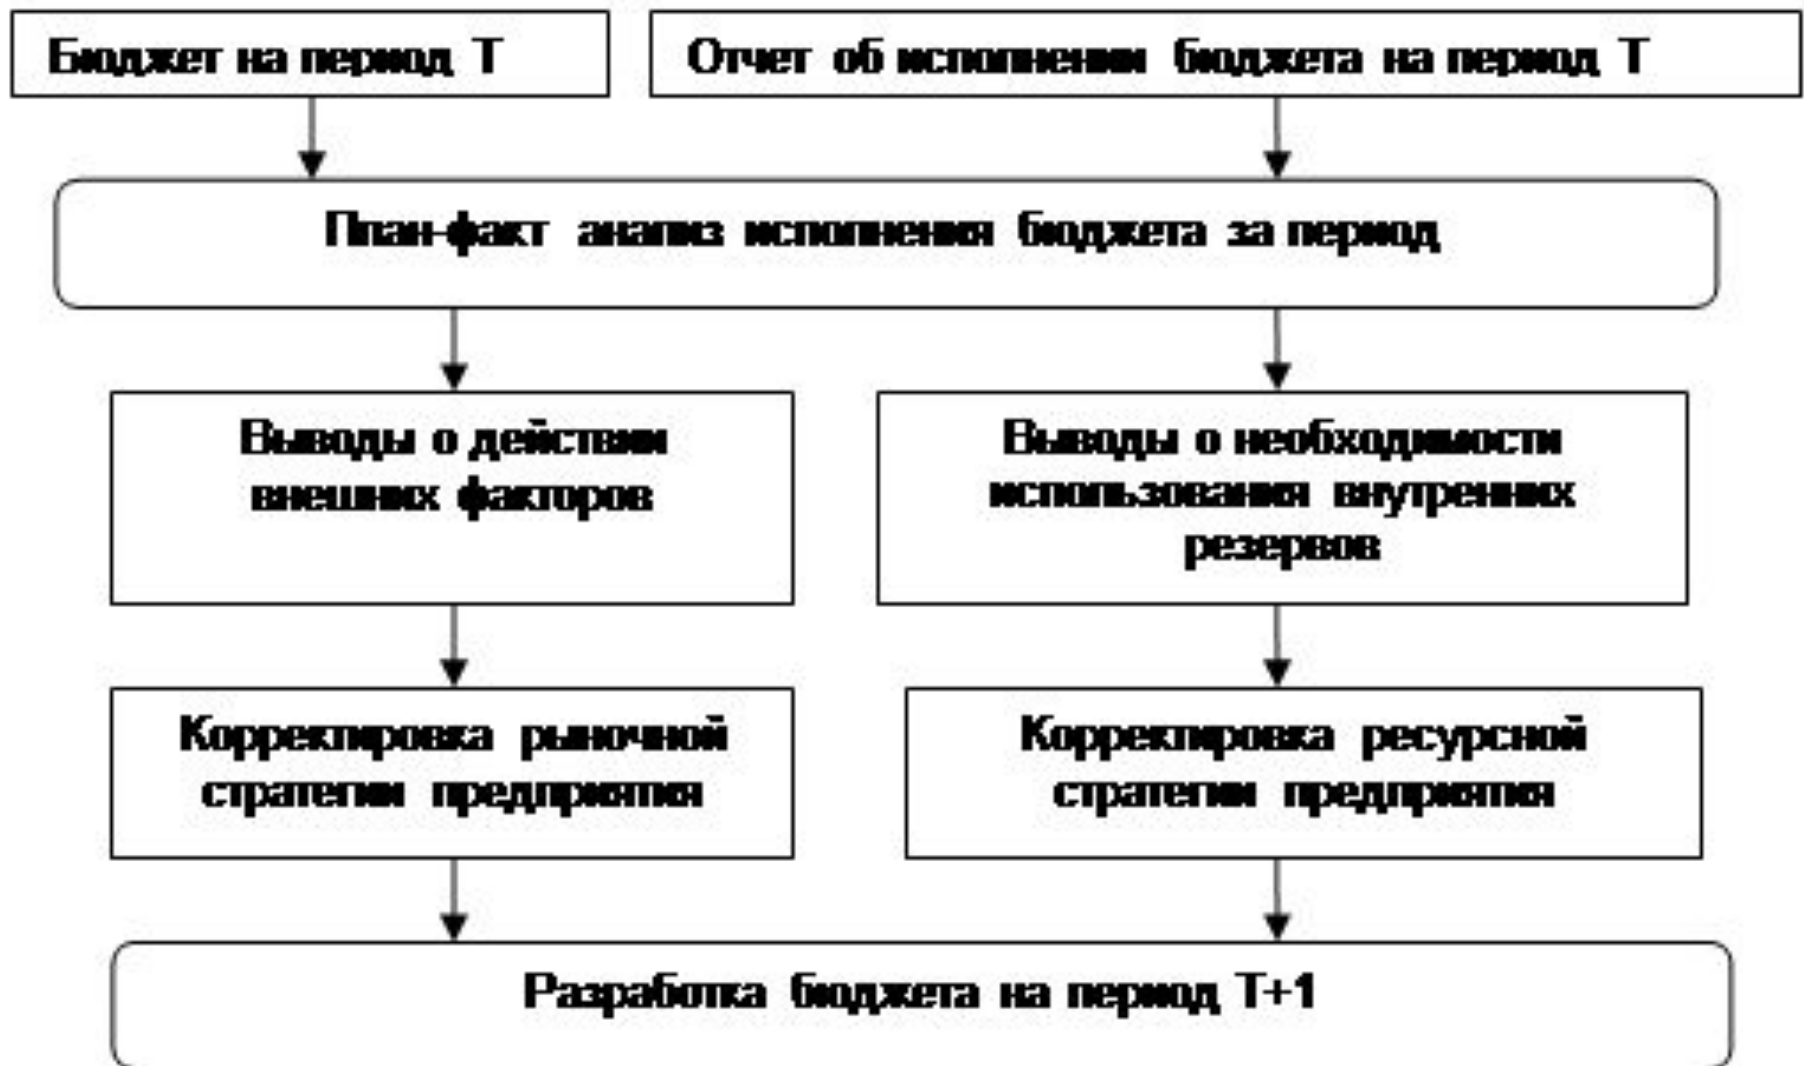 Бюджет на период Т
Отчет об исполнении бюджета на период Т
План-факт анализ исполнения бюджета за период
Выводы о действии
внешних факторов
Выводы о необходимости
использования внутренних
резервов
Корректировка рыночной
стратегии предприятия
Корректировка ресурсной
стратегии предприятия
Разработка бюджета на период Т+1